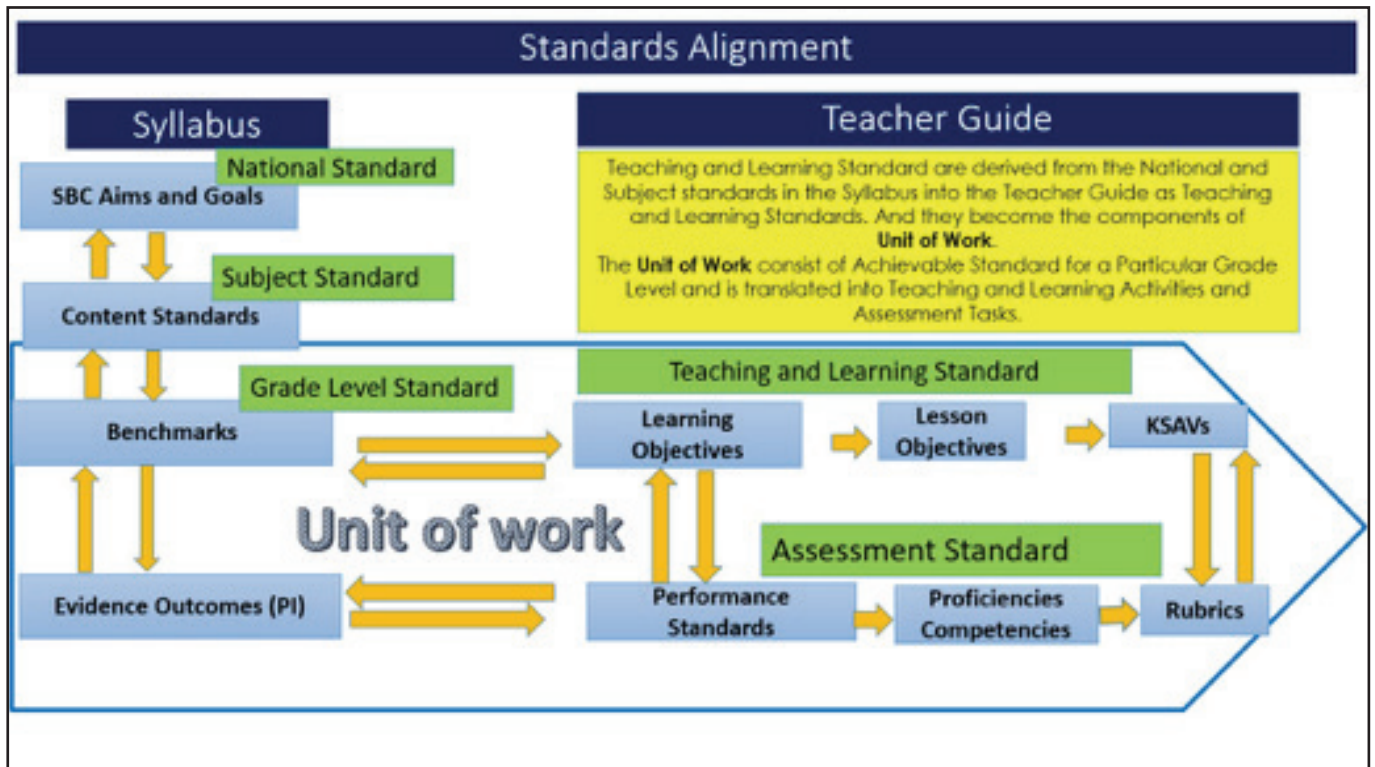 Standards Alignment
Syllabus
National Standard
SBC Aims and Goals
Subject Standard
Content Standards
Grade Level Standard
Benchmarks
Evidence Outcomes (PI)
Teacher Guide
Teaching and Learning Standard are derived from the National and
Subject standards in the Syllabus into the Teacher Guide as Teaching
and Learning Standards. And they become the components of
Unit of Work.
The Unit of Work consist of Achievable Standard for a Particular Grade
Level and is translated into Teaching and Learning Activities and
Assessment Tasks.
Teaching and Learning Standard
Learning
Objectives
Lesson
Objectives
KSAVs
Unit of work
Assessment Standard
Performance
Standards
Proficiencies
Competencies
Rubrics